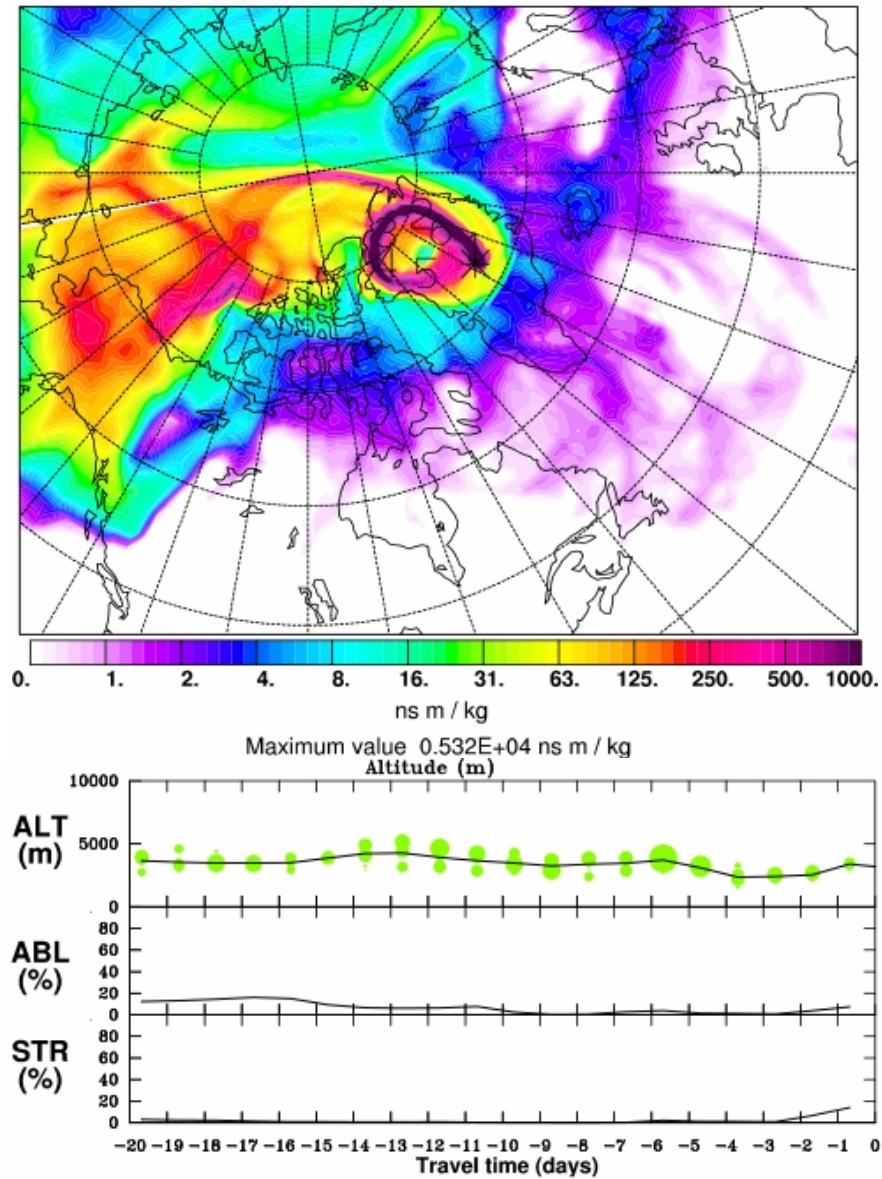 0. 1. 2. 4. 8. 16. 31. 63. 125. 250. 500. 1000.
ns m / kg
Maximum value 0.532E+04 ns m / kg
Altitude (m)
10000
ALT
(m)
5000
0
80
ABL
(%)
60
40
20
0
80
STR
(%)
60
40
20
0
−20 −19 −18 −17 −16 −15 −14 −13 −12 −11 −10 −9 −8 −7 −6 −5 −4 −3 −2 −1 0
Travel time (days)